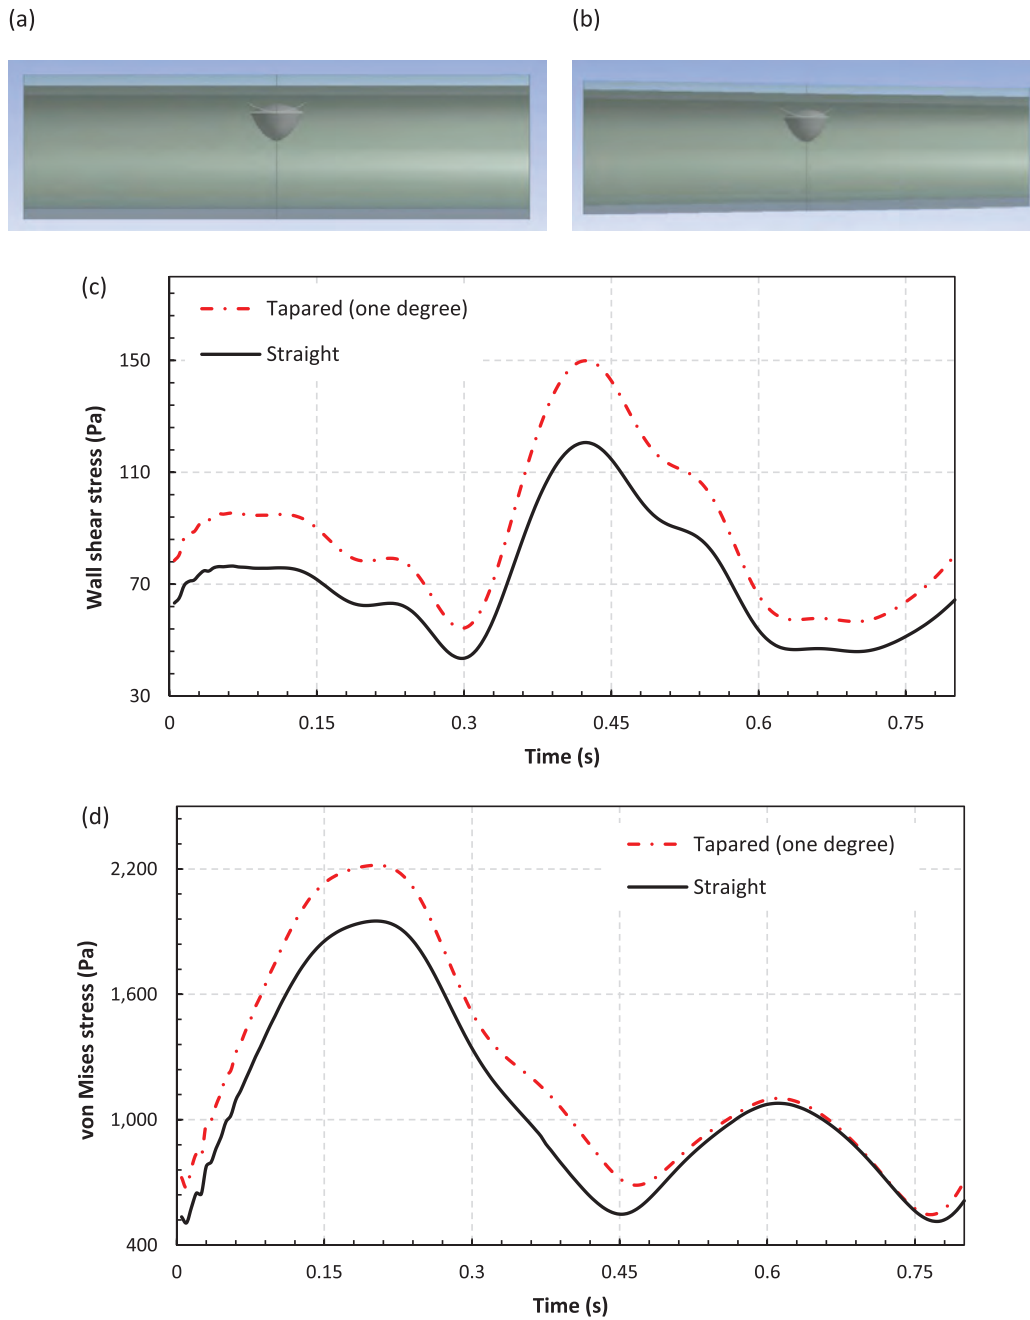 (a)
(b)
(c)
Tapared (one degree)
Straight
150
110
70
30
Wall shear stress (Pa)
0
0.15
0.3
0.45
0.6
0.75
Time (s)
(d)
Tapared (one degree)
Straight
2,200
1,600
1,000
400
von Mises stress (Pa)
0
0.15
0.3
0.45
0.6
0.75
Time (s)